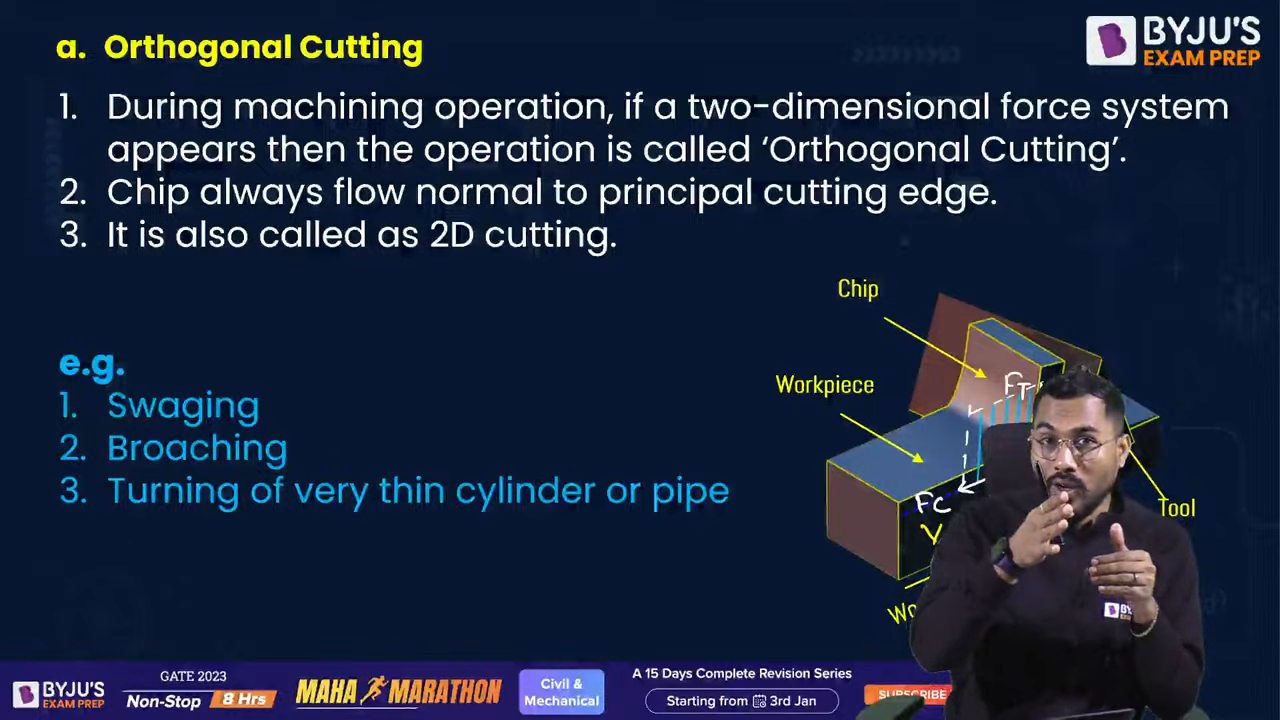 a. Orthogonal Cutting
BYJU'S
EXAM PREP
1. During machining operation, if a two-dimensional force system
appears then the operation is called ‘Orthogonal Cutting’.
2. Chip always flow normal to principal cutting edge.
3. It is also called as 2D cutting.
Chip
e.g.
Workpiece
FT
1. Swaging
2. Broaching
3. Turning of very thin cylinder or pipe
FC
Tool
V
BYJU'S
EXAM PREP
GATE 2023
Non-Stop 8 Hrs
MAHA MARATHON
Civil &
Mechanical
A 15 Days Complete Revision Series
Starting from 3rd Jan
SUBSCRIBE